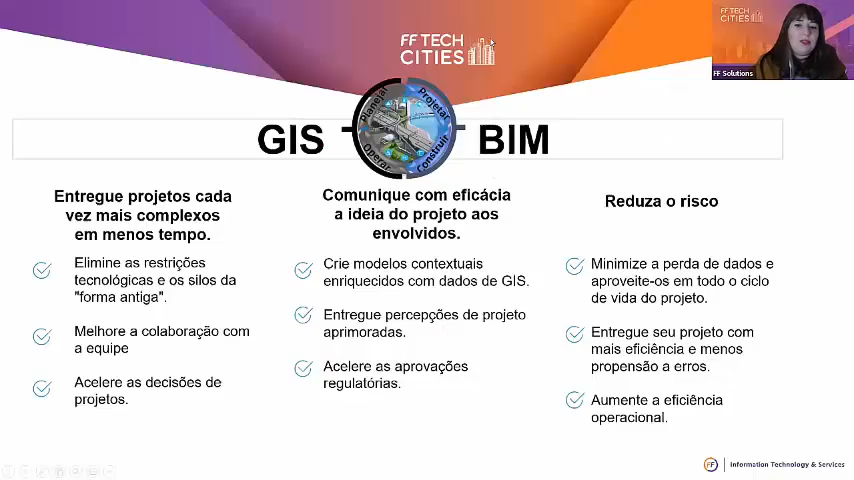 FF TECH
CITIES
FF TECH
CITIES
FF Solutions
GIS
Planejar
Projetar
Operar
Construir
BIM
Entregue projetos cada
vez mais complexos
em menos tempo.
Elimine as restrições
tecnológicas e os silos da
"forma antiga".
Melhore a colaboração com
a equipe
Acelere as decisões de
projetos.
Comunique com eficácia
a ideia do projeto aos
envolvidos.
Crie modelos contextuais
enriquecidos com dados de GIS.
Entregue percepções de projeto
aprimoradas.
Acelere as aprovações
regulatórias.
Reduza o risco
Minimize a perda de dados e
aproveite-os em todo o ciclo
de vida do projeto.
Entregue seu projeto com
mais eficiência e menos
propensão a erros.
Aumente a eficiência
operacional.
FF
Information Technology & Services